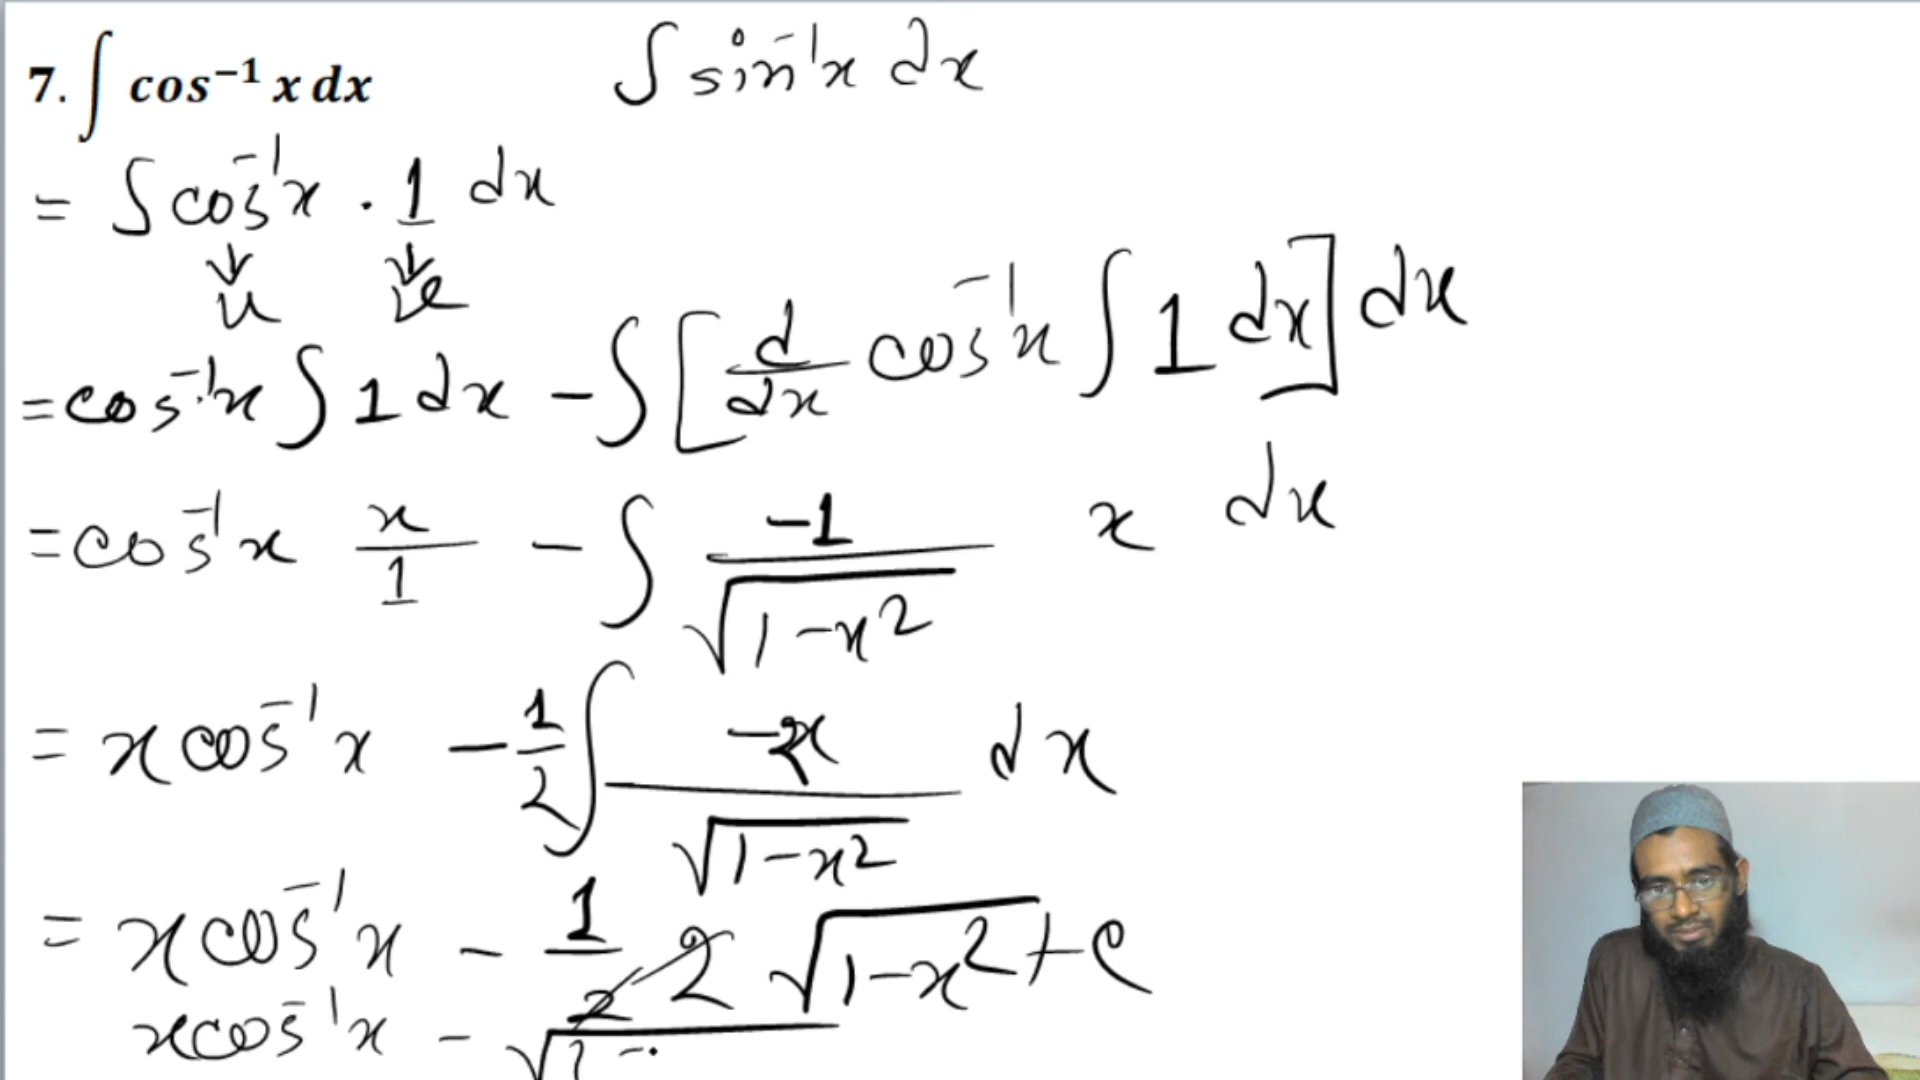 7. ∫ cos⁻¹ x dx    ∫ sin⁻¹x dx
= ∫ cos⁻¹x . 1 dx
↓ ↓
u v
= cos⁻¹x ∫ 1 dx - ∫ [d/dx cos⁻¹x ∫ 1 dx] dx
= cos⁻¹x x/1 - ∫ -1/√(1-x²) x dx
= x cos⁻¹x - 1/2 ∫ -2x/√(1-x²) dx
= x cos⁻¹x - 1/2 2 √(1-x²) + c
x cos⁻¹x - √1-